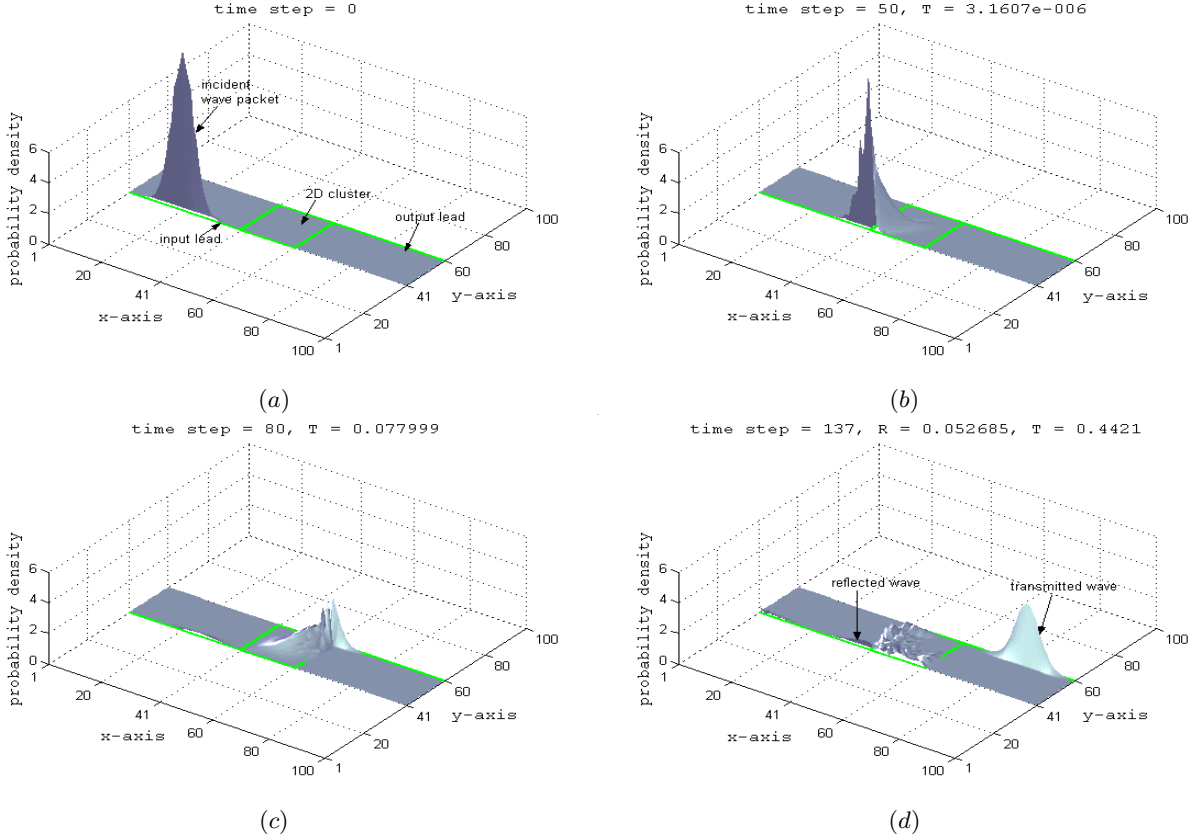 time step = 0
incident
wave packet
2D cluster
output lead
input lead
probability density
6
4
2
0
1
20
41
60
80
100
x-axis
1
20
41
60
80
100
y-axis
(a)
time step = 50, T = 3.1607e-006
probability density
6
4
2
0
1
20
41
60
80
100
x-axis
1
20
41
60
80
100
y-axis
(b)
time step = 80, T = 0.077999
probability density
6
4
2
0
1
20
41
60
80
100
x-axis
1
20
41
60
80
100
y-axis
(c)
time step = 137, R = 0.052685, T = 0.4421
reflected wave
transmitted wave
probability density
6
4
2
0
1
20
41
60
80
100
x-axis
1
20
41
60
80
100
y-axis
(d)